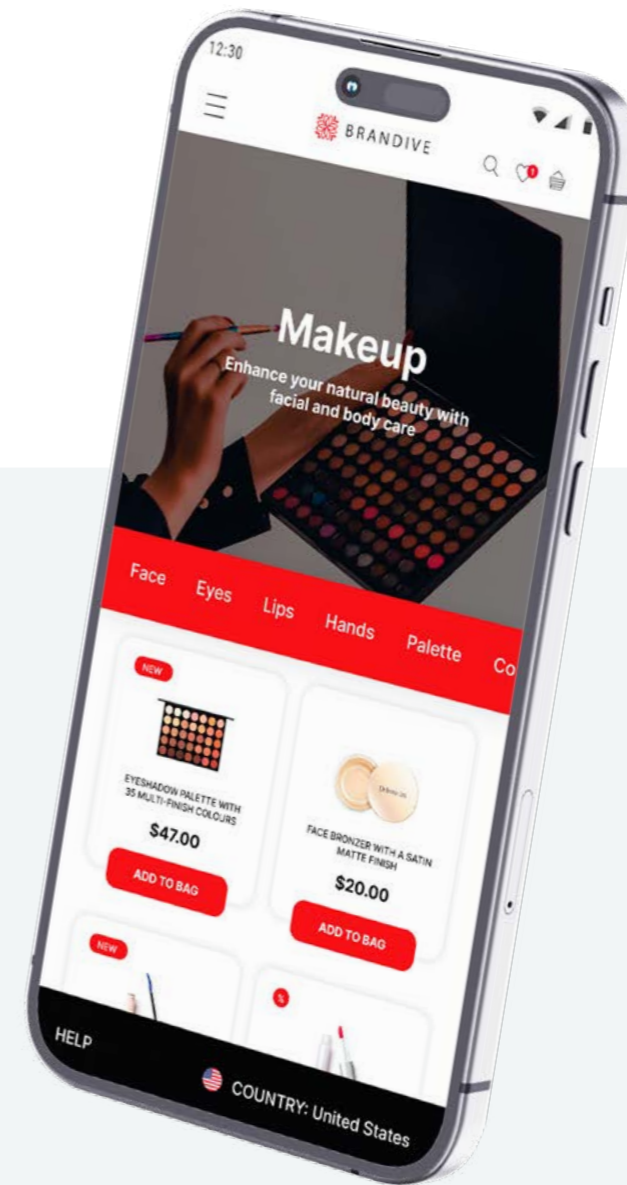 12:30
BRANDIVE
1
Makeup
Enhance your natural beauty with
facial and body care
Face Eyes Lips Hands Palette Co
NEW
EYESHADOW PALETTE WITH
35 MULTI-FINISH COLOURS
$47.00
ADD TO BAG
FACE BRONZER WITH A SATIN
MATTE FINISH
$20.00
ADD TO BAG
NEW
%
HELP
COUNTRY: United States